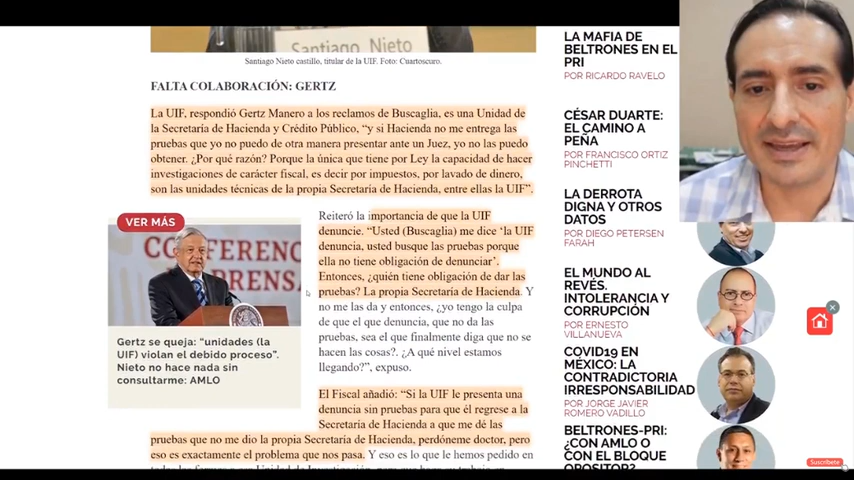 Santiago Nieto
Santiago Nieto castillo, titular de la UIF. Foto: Cuartoscuro.
FALTA COLABORACIÓN: GERTZ
La UIF, respondió Gertz Manero a los reclamos de Buscaglia, es una Unidad de
la Secretaría de Hacienda y Crédito Público, “y si Hacienda no me entrega las
pruebas que yo no puedo de otra manera presentar ante un Juez, yo no las puedo
obtener. ¿Por qué razón? Porque la única que tiene por Ley la capacidad de hacer
investigaciones de carácter fiscal, es decir por impuestos, por lavado de dinero,
son las unidades técnicas de la propia Secretaría de Hacienda, entre ellas la UIF”.
VER MÁS
CONFERENC
PRENSA
Gertz se queja: “unidades (la
UIF) violan el debido proceso”.
Nieto no hace nada sin
consultarme: AMLO
Reiteró la importancia de que la UIF
denuncie. “Usted (Buscaglia) me dice ‘la UIF
denuncia, usted busque las pruebas porque
ella no tiene obligación de denunciar’.
Entonces, ¿quién tiene obligación de dar las
pruebas? La propia Secretaría de Hacienda. Y
no me las da y entonces, ¿yo tengo la culpa
de que el que denuncia, que no da las
pruebas, sea el que finalmente diga que no se
hacen las cosas?. ¿A qué nivel estamos
llegando?”, expuso.
El Fiscal añadió: “Si la UIF le presenta una
denuncia sin pruebas para que él regrese a la
Secretaría de Hacienda a que me dé las
pruebas que no me dio la propia Secretaría de Hacienda, perdóneme doctor, pero
eso es exactamente el problema que nos pasa. Y eso es lo que le hemos pedido en
LA MAFIA DE
BELTRONES EN EL
PRI
POR RICARDO RAVELO
CÉSAR DUARTE:
EL CAMINO A
PEÑA
POR FRANCISCO ORTIZ
PINCHETTI
LA DERROTA
DIGNA Y OTROS
DATOS
POR DIEGO PETERSEN
FARAH
EL MUNDO AL
REVÉS.
INTOLERANCIA Y
CORRUPCIÓN
POR ERNESTO
VILLANUEVA
COVID19 EN
MÉXICO: LA
CONTRADICTORIA
IRRESPONSABILIDAD
POR JORGE JAVIER
ROMERO VADILLO
BELTRONES-PRI:
¿CON AMLO O
CON EL BLOQUE
OPOSITOR?
Suscríbete